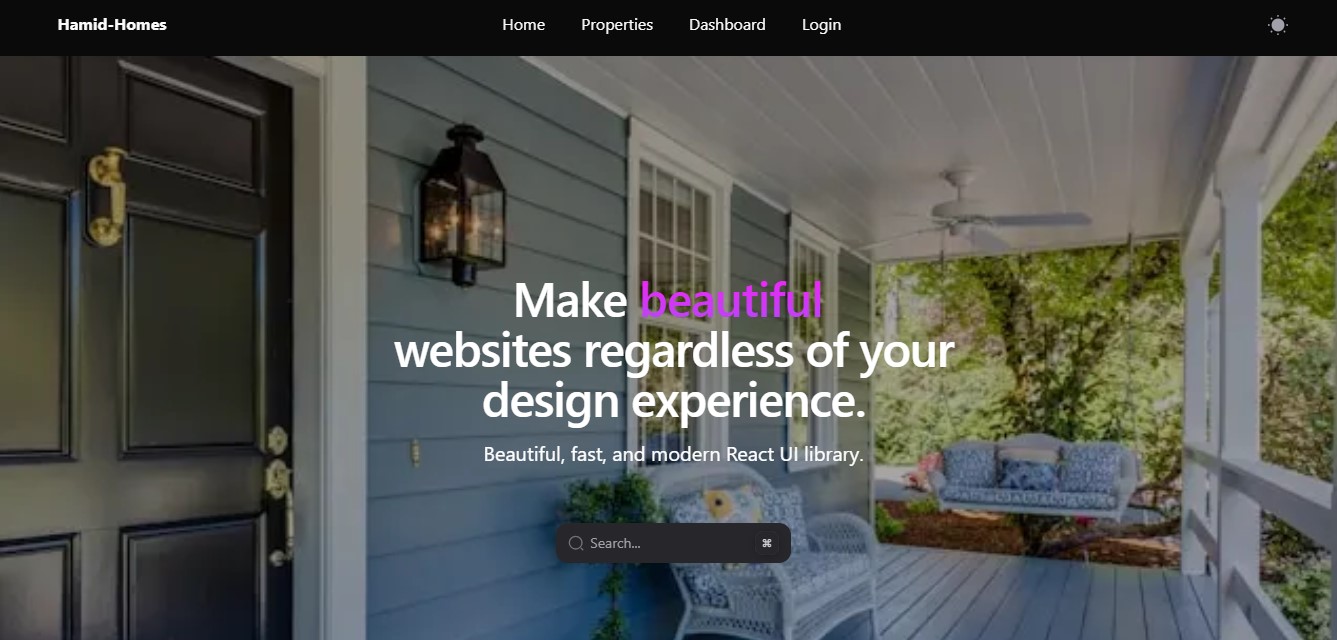 Hamid-Homes Home Properties Dashboard Login
Make beautiful
websites regardless of your
design experience.
Beautiful, fast, and modern React UI library.
Search... ⌘